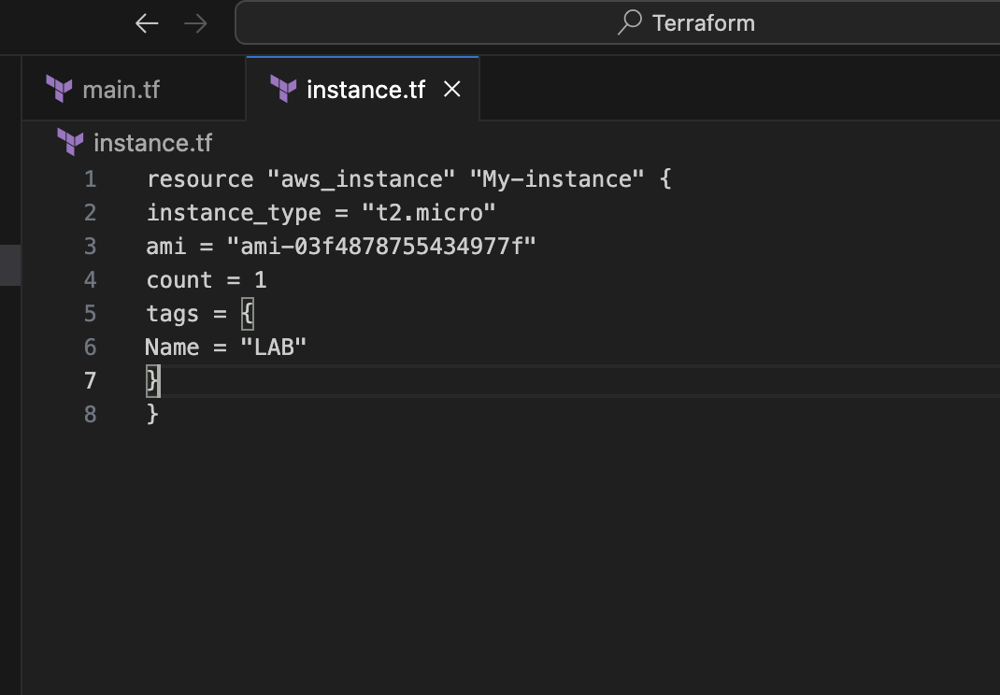 Terraform
main.tf
instance.tf
instance.tf
1 resource "aws_instance" "My-instance" {
2 instance_type = "t2.micro"
3 ami = "ami-03f4878755434977f"
4 count = 1
5 tags = {
6 Name = "LAB"
7 }
8 }